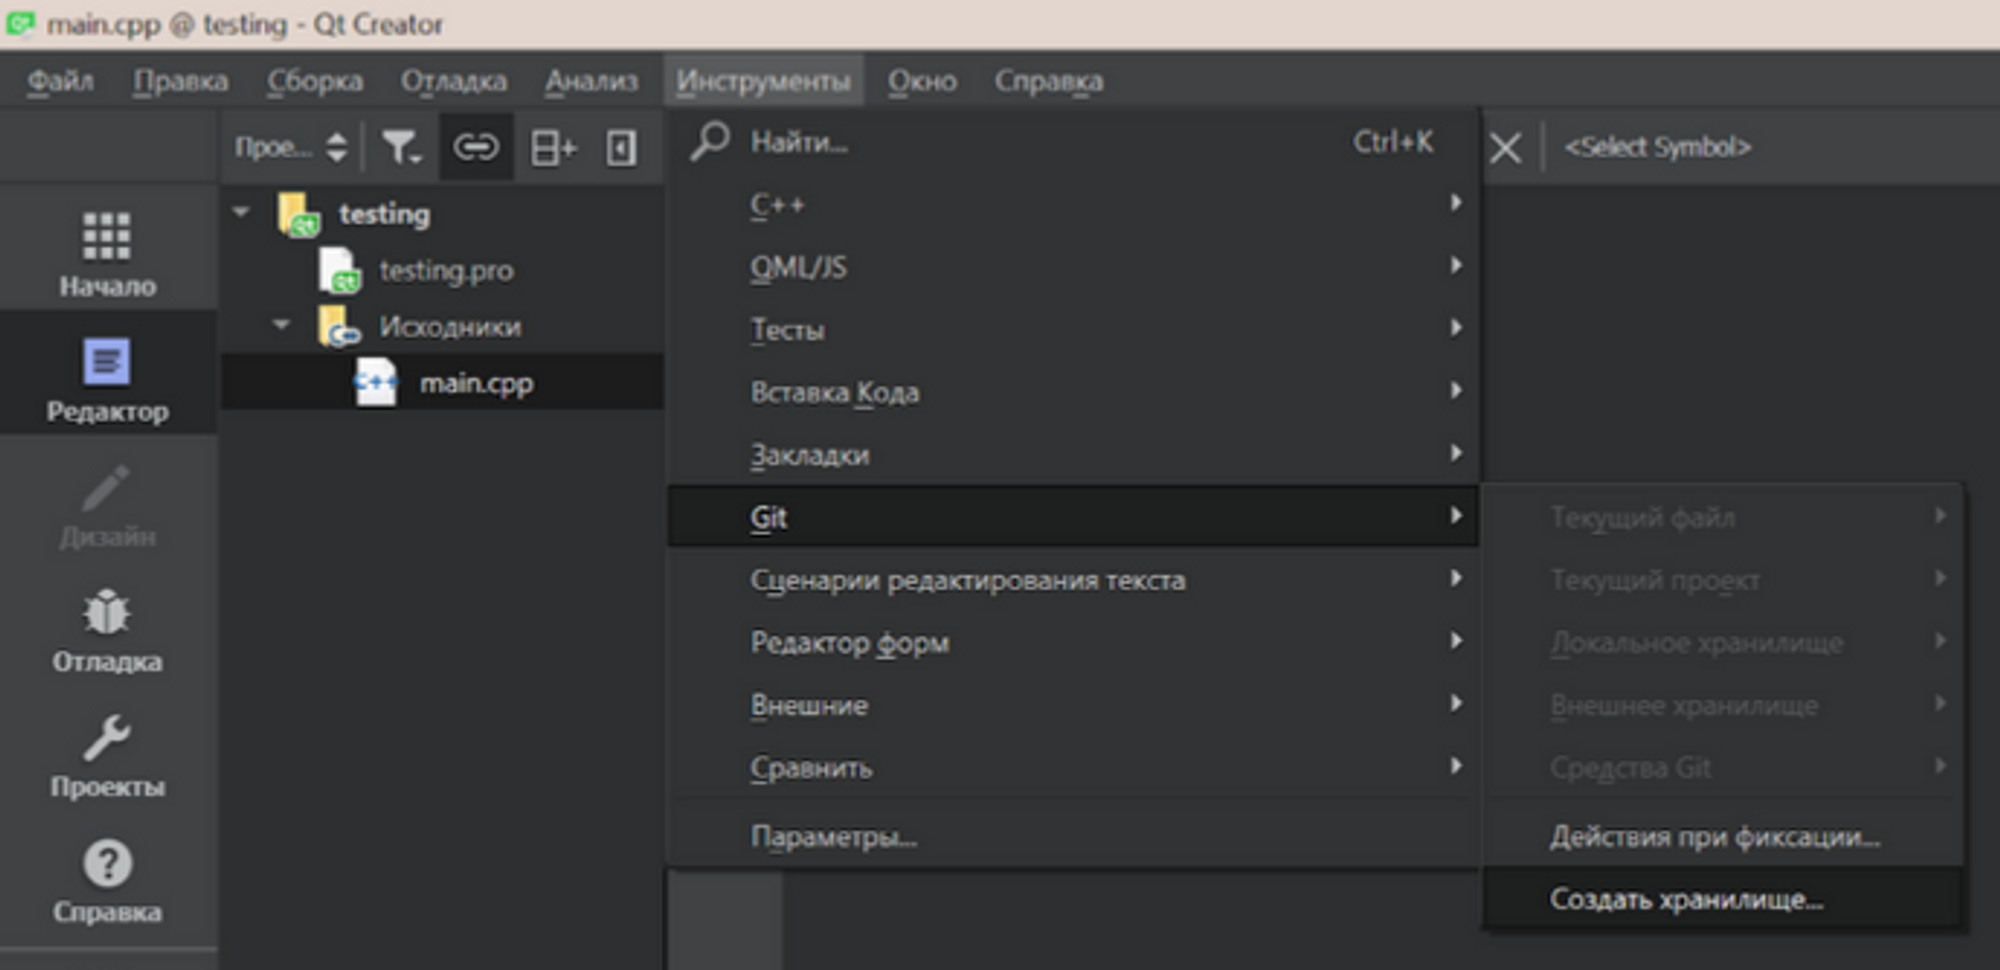 main.cpp @ testing - Qt Creator
Файл Правка Сборка Отладка Анализ Инструменты Окно Справка
Прое...
<Select Symbol>
Начало
Редактор
Дизайн
Отладка
Проекты
Справка
testing
testing.pro
Исходники
C++ main.cpp
Найти... Ctrl+K
C++
QML/JS
Тесты
Вставка Кода
Закладки
Git
Сценарии редактирования текста
Редактор форм
Внешние
Сравнить
Параметры...
Текущий файл
Текущий проект
Локальное хранилище
Внешнее хранилище
Средства Git
Действия при фиксации...
Создать хранилище...